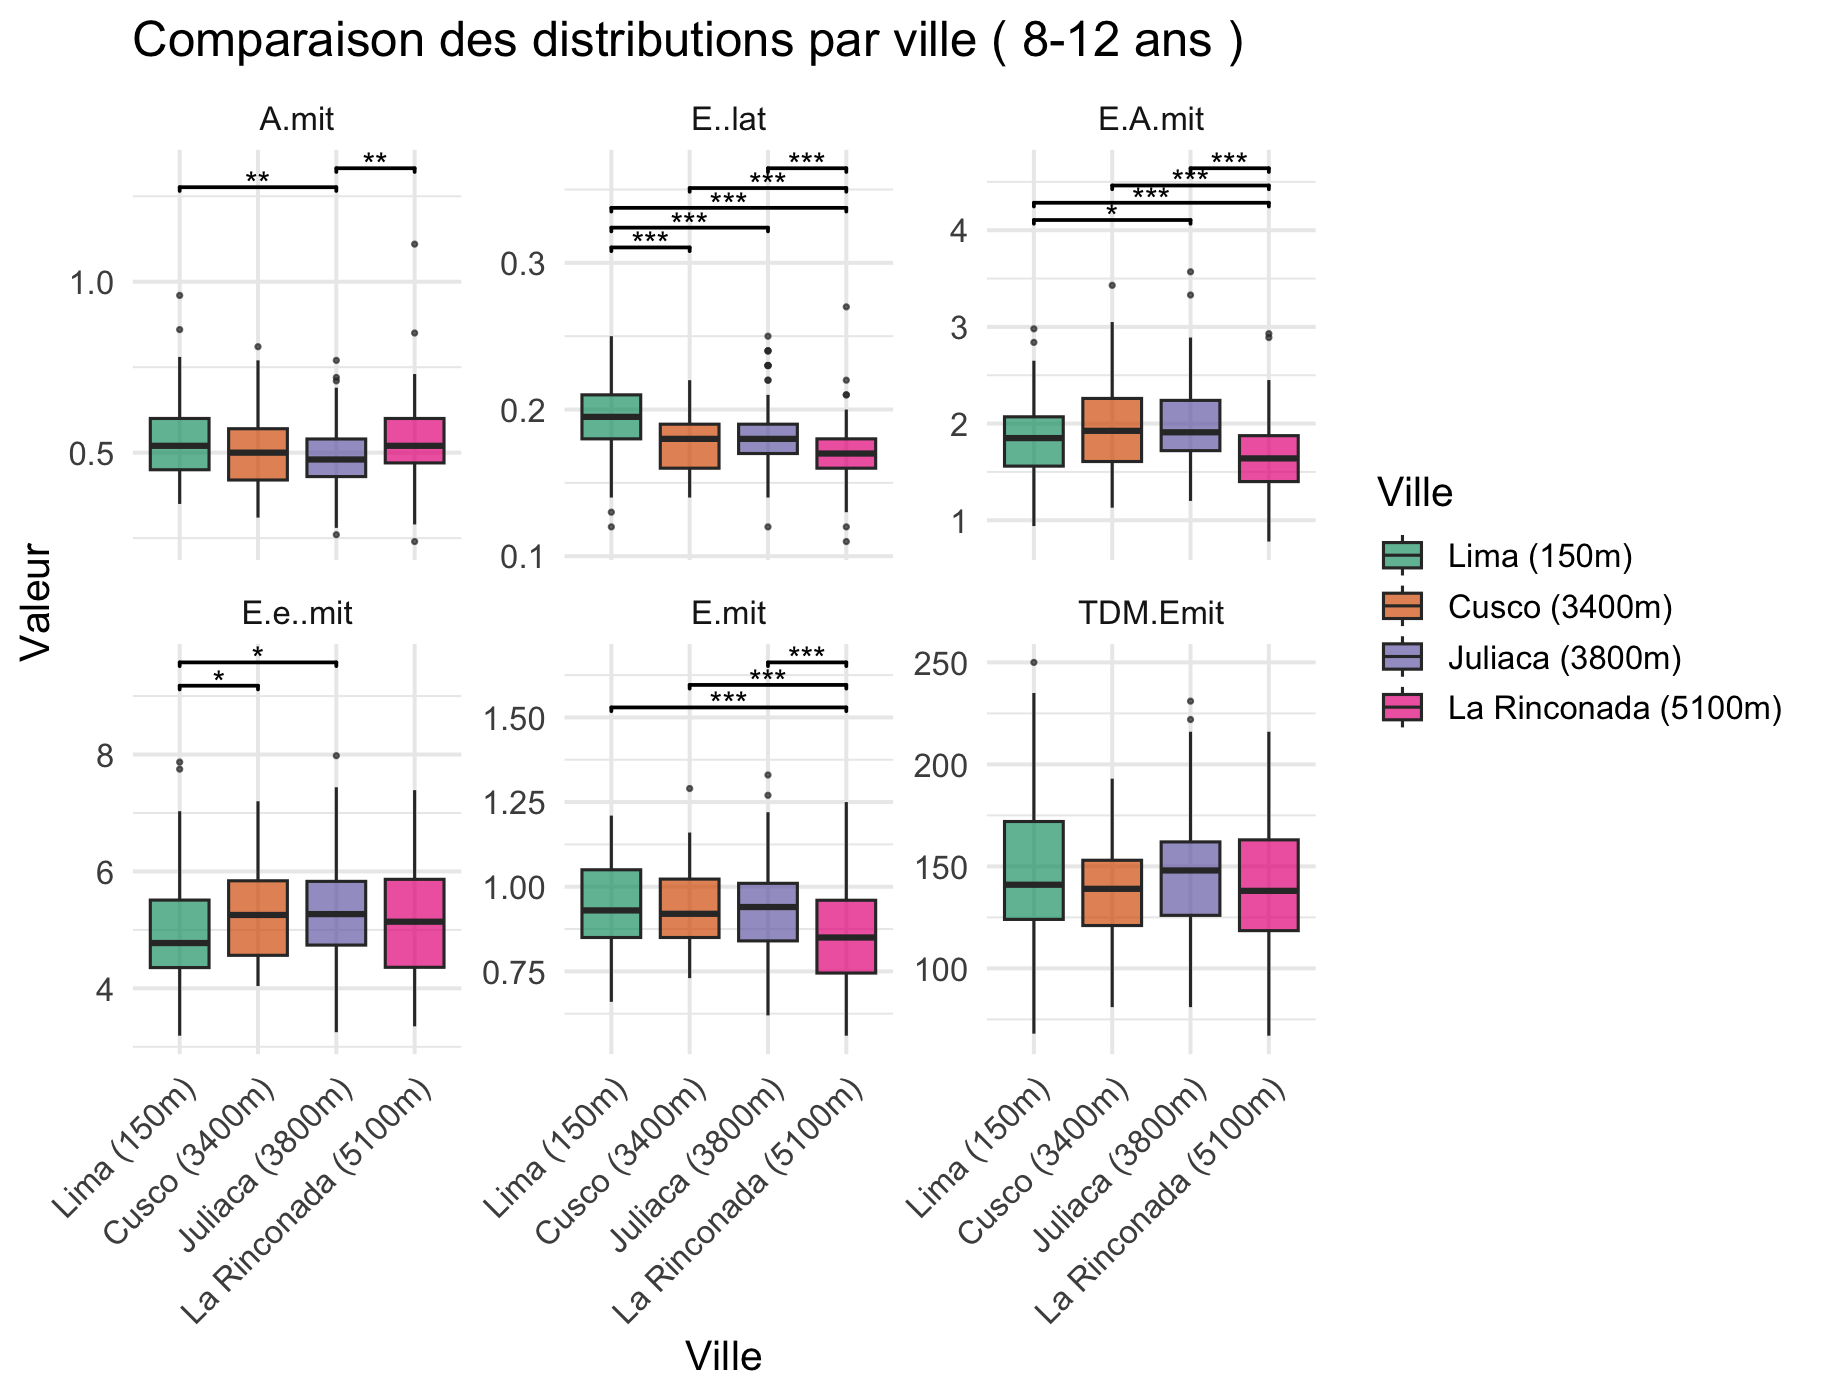 Comparaison des distributions par ville ( 8-12 ans )
A.mit
E..lat
E.A.mit
**
**
***
***
***
***
***
***
***
***
*
1.0
0.5
0.3
0.2
0.1
4
3
2
1
Valeur
E.e..mit
E.mit
TDM.Emit
*
*
***
***
***
8
6
4
1.50
1.25
1.00
0.75
250
200
150
100
Lima (150m)
Cusco (3400m)
Juliaca (3800m)
La Rinconada (5100m)
Lima (150m)
Cusco (3400m)
Juliaca (3800m)
La Rinconada (5100m)
Lima (150m)
Cusco (3400m)
Juliaca (3800m)
La Rinconada (5100m)
Ville
Ville
Lima (150m)
Cusco (3400m)
Juliaca (3800m)
La Rinconada (5100m)